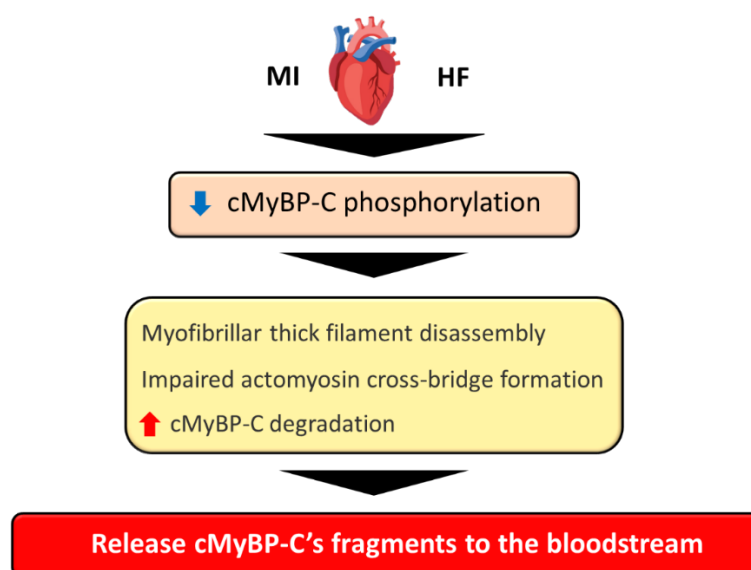 MI HF
cMyBP-C phosphorylation
Myofibrillar thick filament disassembly
Impaired actomyosin cross-bridge formation
cMyBP-C degradation
Release cMyBP-C’s fragments to the bloodstream